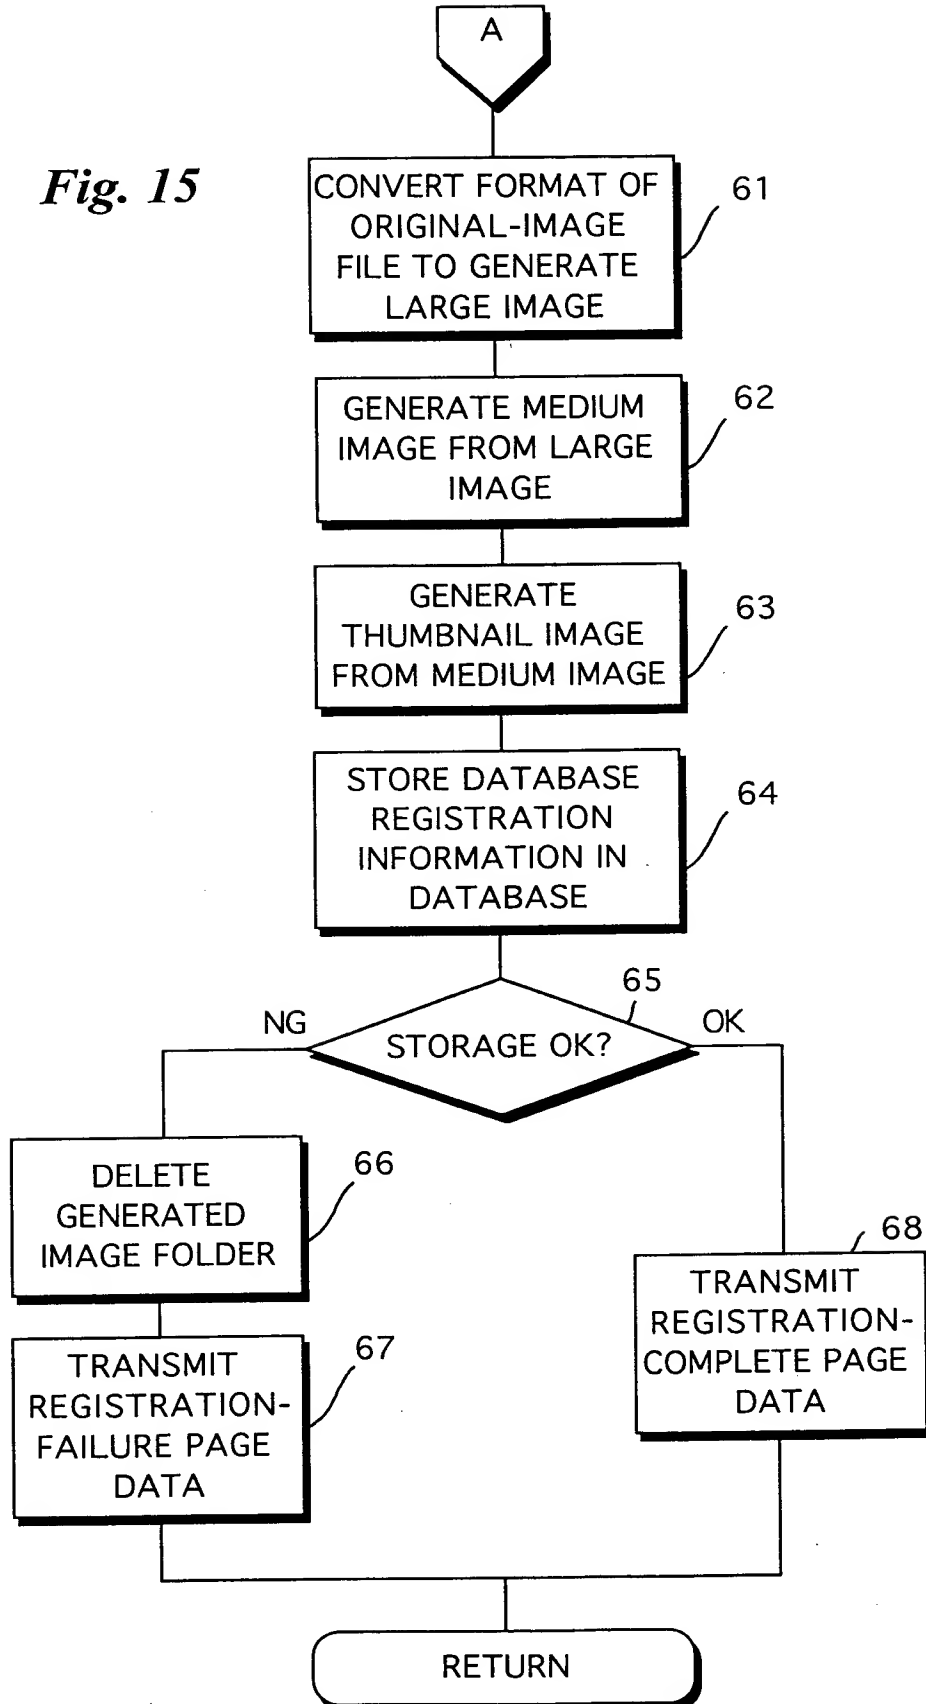 A
Fig. 15
CONVERT FORMAT OF
ORIGINAL-IMAGE
FILE TO GENERATE
LARGE IMAGE
61
GENERATE MEDIUM
IMAGE FROM LARGE
IMAGE
62
GENERATE
THUMBNAIL IMAGE
FROM MEDIUM IMAGE
63
STORE DATABASE
REGISTRATION
INFORMATION IN
DATABASE
64
STORAGE OK?
65
NG
OK
DELETE
GENERATED
IMAGE FOLDER
66
TRANSMIT
REGISTRATION-
FAILURE PAGE
DATA
67
TRANSMIT
REGISTRATION-
COMPLETE PAGE
DATA
68
RETURN